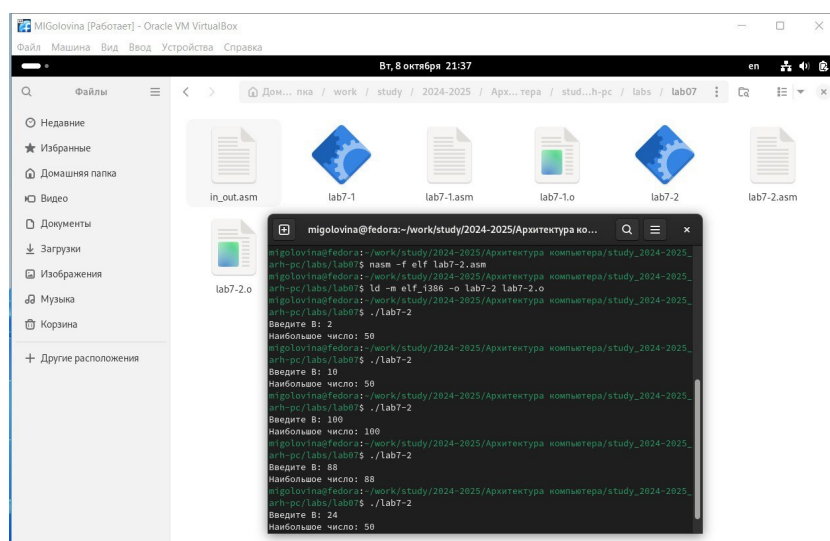 MIGolovina [Работает] - Oracle VM VirtualBox
Файл Машина Вид Ввод Устройства Справка
Вт, 8 октября 21:37
en
Файлы
Дом... пка / work / study / 2024-2025 / Арх... тера / stud...h-pc / labs / lab07
Недавние
Избранные
Домашняя папка
Видео
Документы
Загрузки
Изображения
Музыка
Корзина
Другие расположения
in_out.asm
lab7-1
lab7-1.asm
lab7-1.o
lab7-2
lab7-2.asm
lab7-2.o
migolovina@fedora:~/work/study/2024-2025/Архитектура ко...
migolovina@fedora:~/work/study/2024-2025/Архитектура компьютера/study_2024-2025_
arh-pc/labs/lab07$ nasm -f elf lab7-2.asm
migolovina@fedora:~/work/study/2024-2025/Архитектура компьютера/study_2024-2025_
arh-pc/labs/lab07$ ld -m elf_i386 -o lab7-2 lab7-2.o
migolovina@fedora:~/work/study/2024-2025/Архитектура компьютера/study_2024-2025_
arh-pc/labs/lab07$ ./lab7-2
Введите B: 2
Наибольшое число: 50
migolovina@fedora:~/work/study/2024-2025/Архитектура компьютера/study_2024-2025_
arh-pc/labs/lab07$ ./lab7-2
Введите B: 10
Наибольшое число: 50
migolovina@fedora:~/work/study/2024-2025/Архитектура компьютера/study_2024-2025_
arh-pc/labs/lab07$ ./lab7-2
Введите B: 100
Наибольшое число: 100
migolovina@fedora:~/work/study/2024-2025/Архитектура компьютера/study_2024-2025_
arh-pc/labs/lab07$ ./lab7-2
Введите B: 88
Наибольшое число: 88
migolovina@fedora:~/work/study/2024-2025/Архитектура компьютера/study_2024-2025_
arh-pc/labs/lab07$ ./lab7-2
Введите B: 24
Наибольшое число: 50